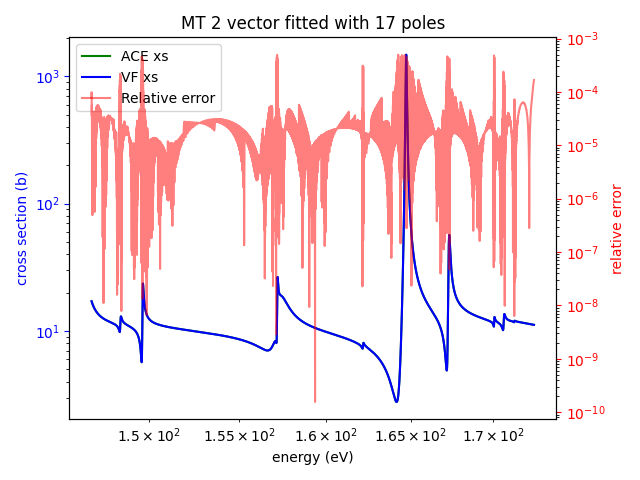 MT 2 vector fitted with 17 poles
ACE xs
VF xs
Relative error
cross section (b)
10³
10²
10¹
10⁻³
10⁻⁴
10⁻⁵
10⁻⁶
10⁻⁷
10⁻⁸
10⁻⁹
10⁻¹⁰
relative error
1.5 × 10² 1.55 × 10² 1.6 × 10² 1.65 × 10² 1.7 × 10²
energy (eV)